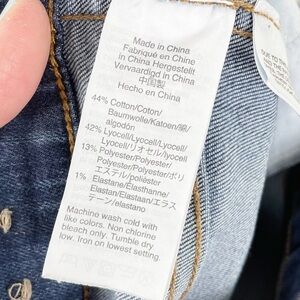 Made in China
Fabriqué en Chine
In China Hergestellt
Vervaardigd in China
中国製
Hecho en China
44% Cotton/Coton/
Baumwolle/Katoen/綿/
algodón
42% Lyocell/Lyocell/Lyocell/
Lyocell/リオセル/lyocell
13% Polyester/Polyester/
Polyester/Polyester/ポリ
エステル/poliéster
1% Elastane/Élasthanne/
Elastan/Elastaan/エラス
テーン/elastano
Machine wash cold with
like colors. Non chlorine
bleach only. Tumble dry
low. Iron on lowest setting.